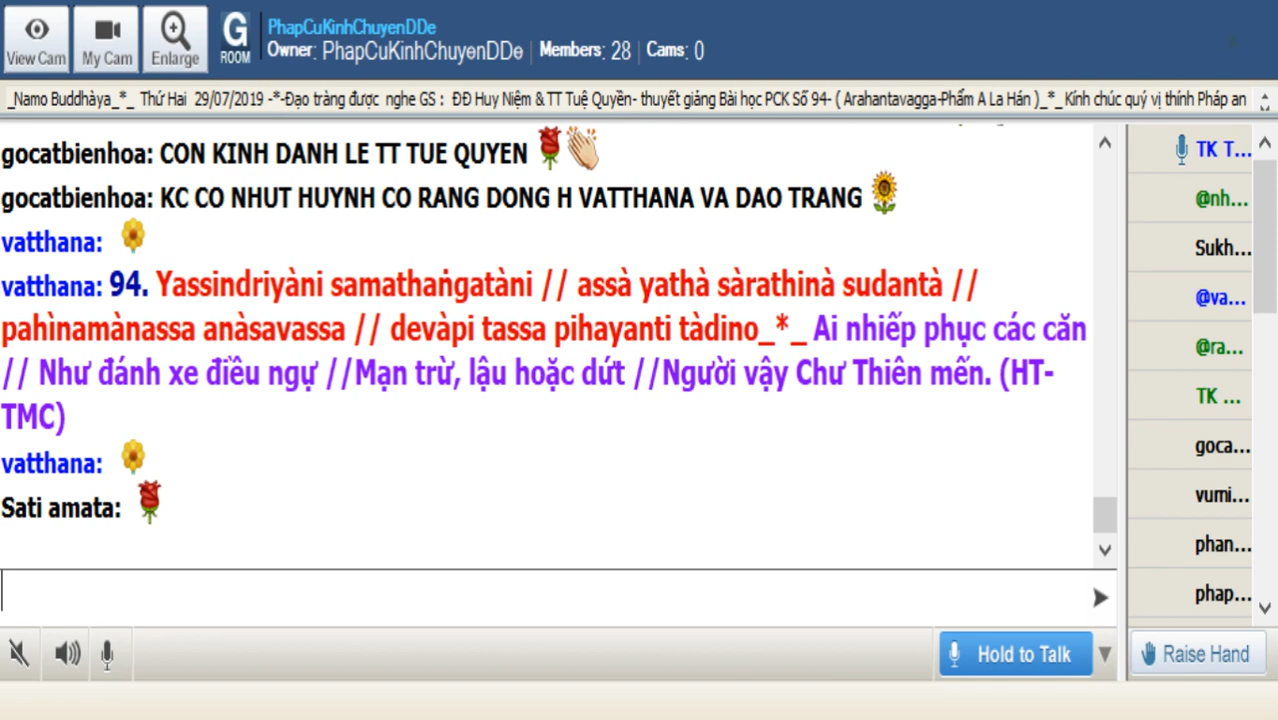 View Cam
My Cam
Enlarge
G
ROOM
PhapCuKinhChuyenDDe
Owner: PhapCuKinhChuyenDDe | Members: 28 | Cams: 0
_Namo Buddhàya_*_ Thứ Hai 29/07/2019 -*-Đạo tràng được nghe GS : ĐĐ Huy Niệm & TT Tuệ Quyền- thuyết giảng Bài học PCK Số 94- ( Arahantavagga-Phẩm A La Hán )_*_ Kính chúc quý vị thính Pháp an
gocatbienhoa: CON KINH DANH LE TT TUE QUYEN
gocatbienhoa: KC CO NHUT HUYNH CO RANG DONG H VATTHANA VA DAO TRANG
vatthana:
vatthana: 94. Yassindriyàni samathaṅgatàni // assà yathà sàrathinà sudantà //
pahìnamànassa anàsavassa // devàpi tassa pihayanti tàdino_*_ Ai nhiếp phục các căn
// Như đánh xe điều ngự //Mạn trừ, lậu hoặc dứt //Người vậy Chư Thiên mến. (HT-
TMC)
vatthana:
Sati amata:
TK T...
@nh...
Sukh...
@va...
@ra...
TK ...
goca...
vumi...
phan...
phap...
Hold to Talk
Raise Hand